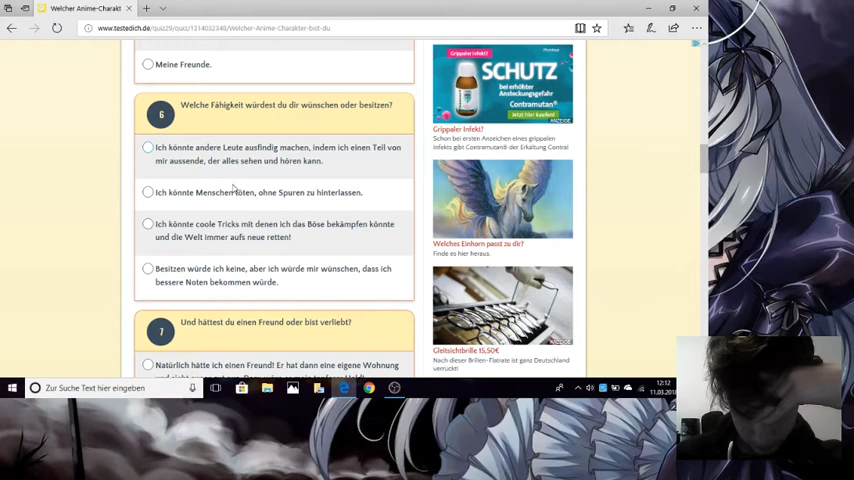 Welcher Anime-Charakt
www.testedich.de/quiz29/quiz/1314032348/Welcher-Anime-Charakter-bist-du
Meine Freunde.
6
Welche Fähigkeit würdest du dir wünschen oder besitzen?
Ich könnte andere Leute ausfindig machen, indem ich einen Teil von
mir aussende, der alles sehen und hören kann.
Ich könnte Menschen töten, ohne Spuren zu hinterlassen.
Ich könnte coole Tricks mit denen ich das Böse bekämpfen könnte
und die Welt immer aufs neue retten!
Besitzen würde ich keine, aber ich würde mir wünschen, dass ich
bessere Noten bekommen würde.
7
Und hättest du einen Freund oder bist verliebt?
Natürlich hätte ich einen Freund! Er hat dann eine eigene Wohnung
Grippaler Infekt?
SCHUTZ
bei erhöhter
Ansteckungsgefahr
Contramutan®
Jetzt hier kaufen!
ANZEIGE
Grippaler Infekt?
Schon bei ersten Anzeichen eines grippalen
Infekts gibt Contramutan® der Erkältung Contra!
Welches Einhorn passt zu dir?
Finde es hier heraus.
ANZEIGE
Gleitsichtbrille 15,50€
Nach dieser Brillen-Flatrate ist ganz Deutschland
verrückt!
Zur Suche Text hier eingeben
12:12
11.03.2018